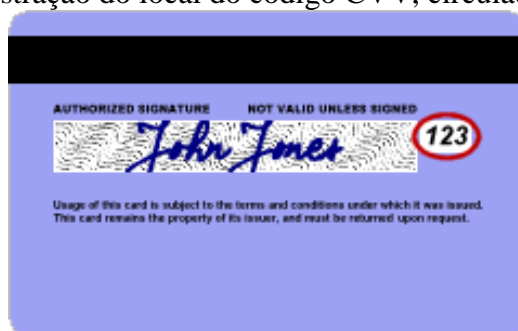 stração do local do código CVV, circula
AUTHORIZED SIGNATURE NOT VALID UNLESS SIGNED
John Jones 123
Usage of this card is subject to the terms and conditions under which it was issued.
This card remains the property of its issuer, and must be returned upon request.